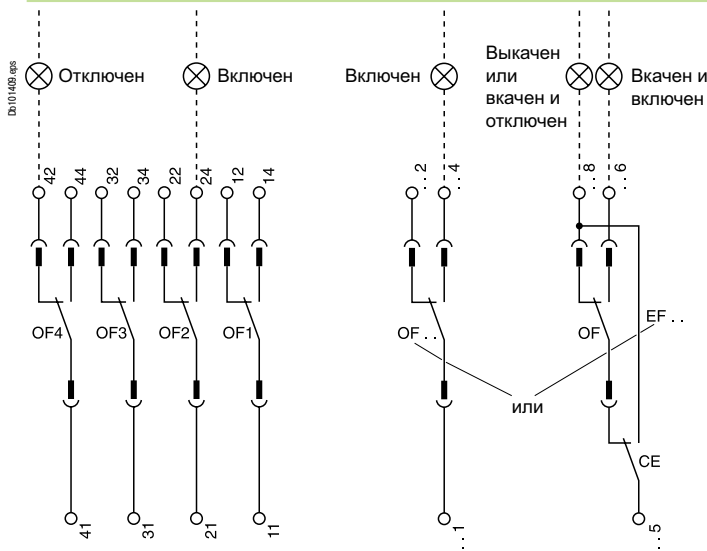 Db101409.eps
Отключен
Включен
Включен
Выкачен
или
вкачен и
отключен
Вкачен и
включен
42
44
32
34
22
24
12
14
. . 2
. . 4
. . 8
. . 6
OF4
OF3
OF2
OF1
OF . .
OF
EF . .
или
CE
41
31
21
11
. . 1
. . 5